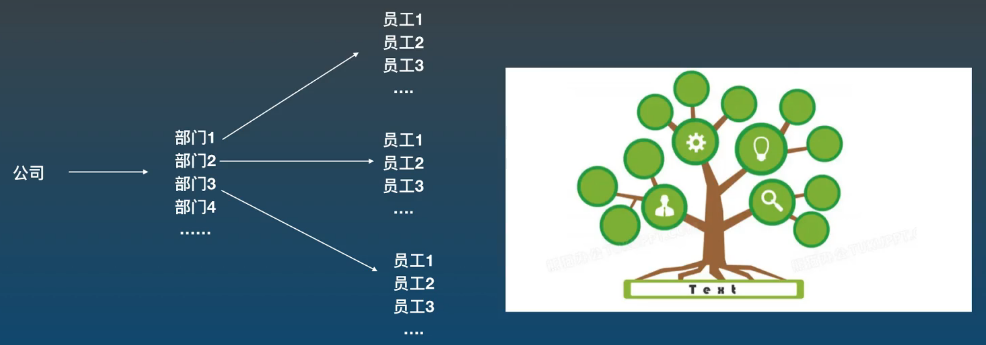 公司
部门1
部门2
部门3
部门4
......
员工1
员工2
员工3
....
员工1
员工2
员工3
....
员工1
员工2
员工3
....
Text